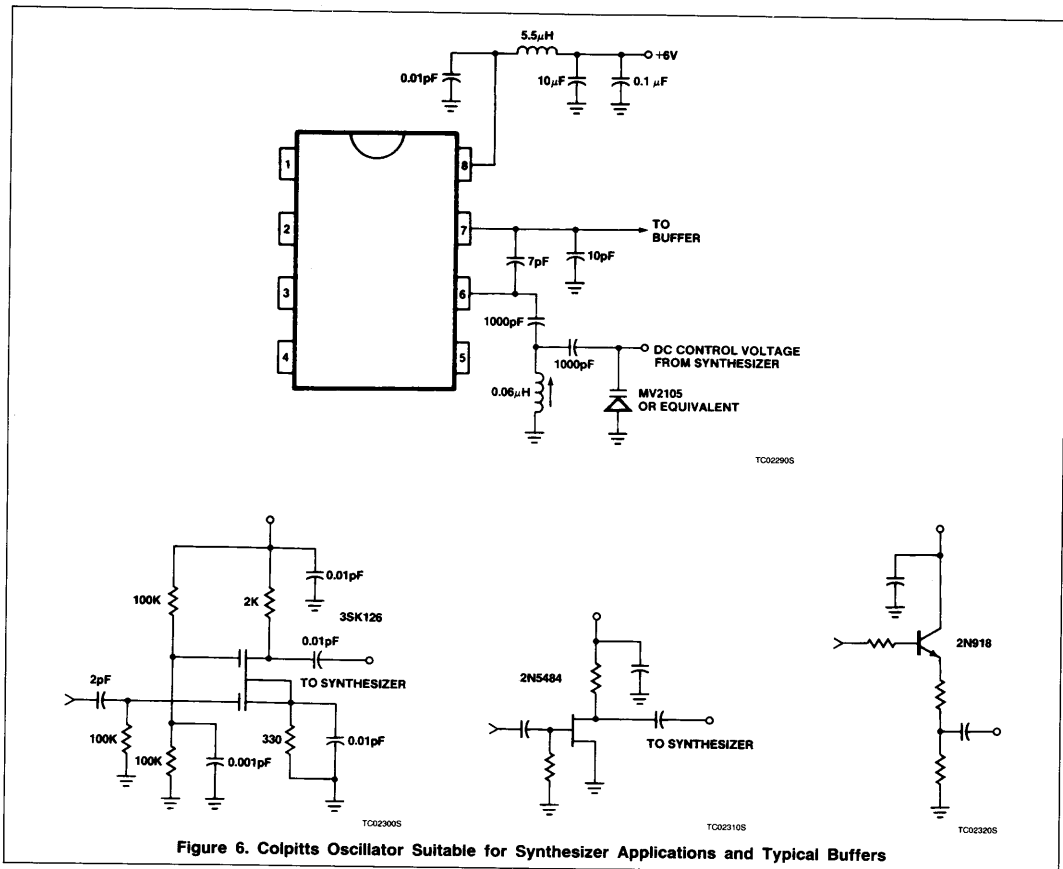 5.5μH
+6V
0.01pF
10μF
0.1 μF
1
8
2
7
TO
BUFFER
7pF
10pF
3
6
1000pF
4
5
1000pF
DC CONTROL VOLTAGE
FROM SYNTHESIZER
0.06μH
MV2105
OR EQUIVALENT
TC02290S
0.01pF
100K
2K
3SK126
0.01pF
TO SYNTHESIZER
2pF
100K
100K
0.001pF
330
0.01pF
TC02300S
2N5484
TO SYNTHESIZER
TC02310S
2N918
TC02320S
Figure 6. Colpitts Oscillator Suitable for Synthesizer Applications and Typical Buffers